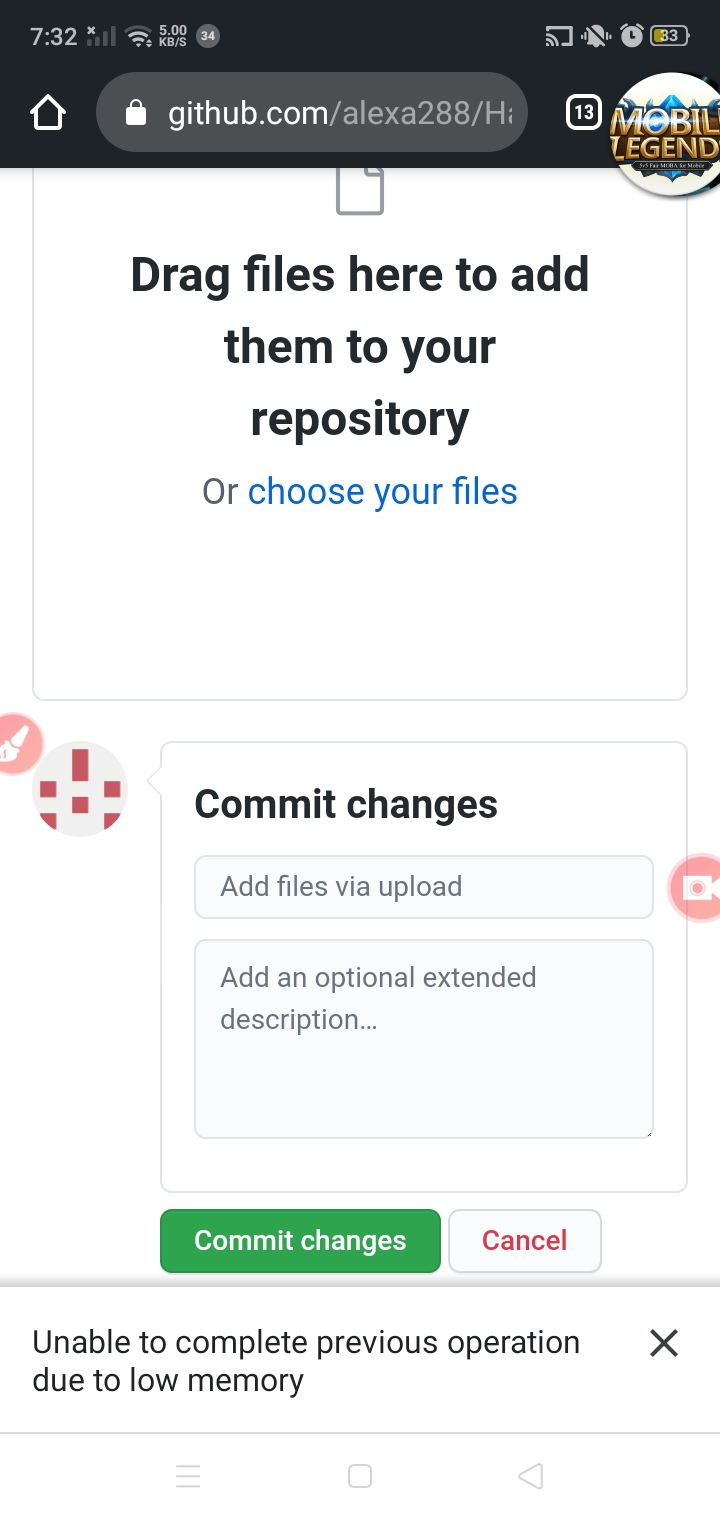 7:32
5.00
KB/S
34
33
github.com/alexa288/Ha
13
MOBIL
LEGEND
5v5 Fair MOBA for Mobile
Drag files here to add
them to your
repository
Or choose your files
Commit changes
Add files via upload
Add an optional extended
description…
Commit changes
Cancel
Unable to complete previous operation
due to low memory